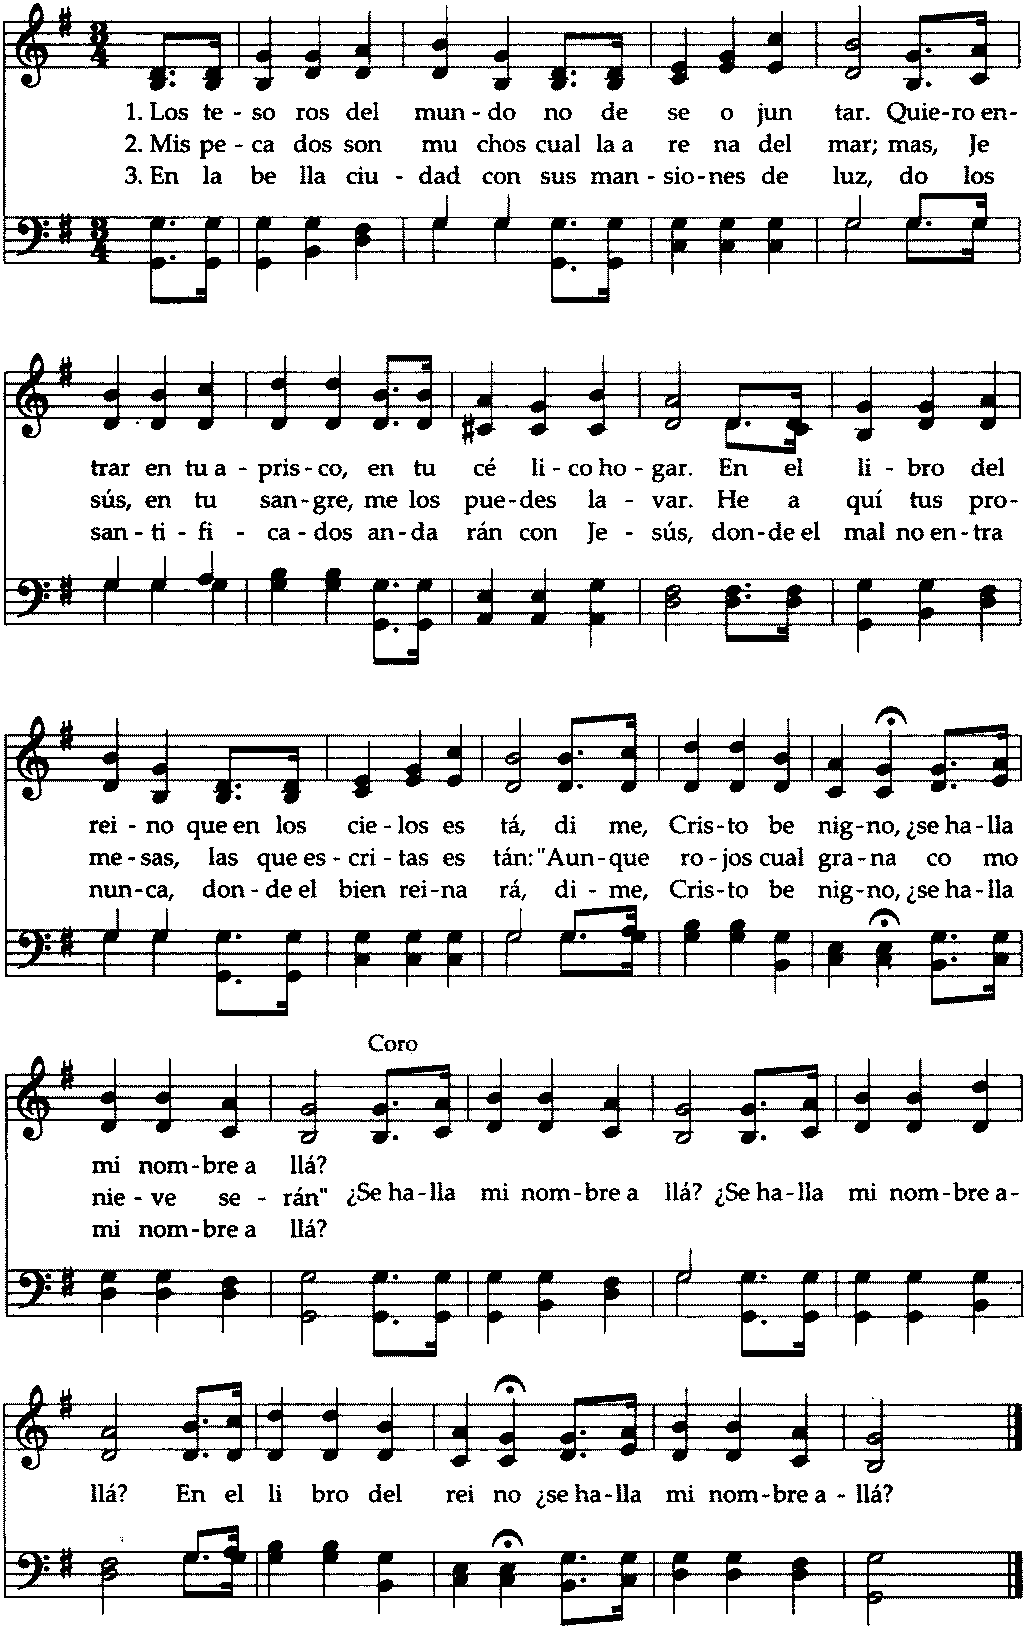 1. Los te - so ros del mun - do no de se o jun tar. Quie-ro en-
2. Mis pe - ca dos son mu chos cual la a re na del mar; mas, Je
3. En la be lla ciu - dad con sus man-sio-nes de luz, do los
trar en tu a-pris-co, en tu cé li-co ho-gar. En el li - bro del
sús, en tu san-gre, me los pue-des la - var. He a quí tus pro-
san-ti-fi - ca-dos an-da rán con Je - sús, don-de el mal no en-tra
rei - no que en los cie-los es tá, di me, Cris-to be nig-no, ¿se ha-lla
me-sas, las que es-cri-tas es tán: "Aun-que ro-jos cual gra-na co mo
nun-ca, don-de el bien rei-na rá, di - me, Cris-to be nig-no, ¿se ha-lla
Coro
mi nom-bre a llá?
nie-ve se - rán" ¿Se ha-lla mi nom-bre a llá? ¿Se ha-lla mi nom-bre a-
mi nom-bre a llá?
llá? En el li bro del rei no ¿se ha-lla mi nom-bre a - llá?